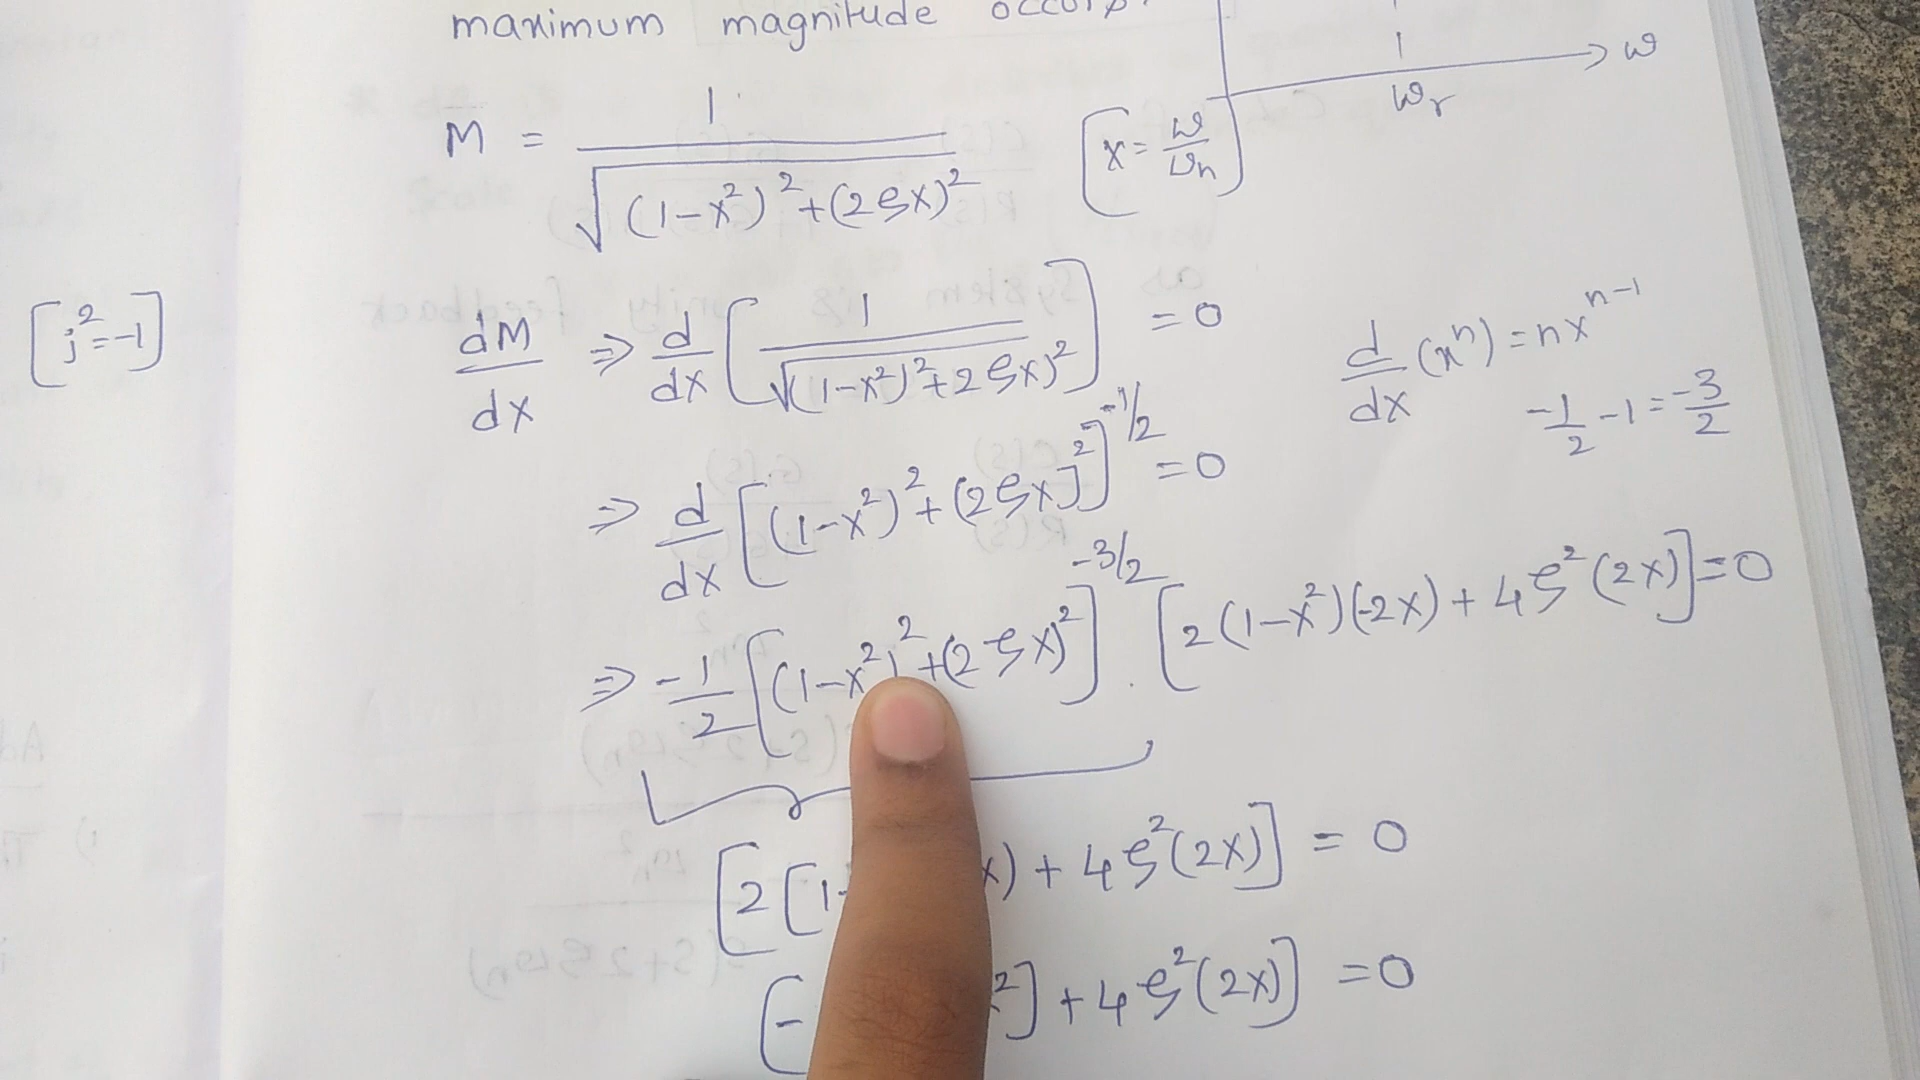 maximum magnitude occurs.
ω
ωr
M = 1 / √((1-x²)²+(2ξx)²)
[x = ω/ωn]
[j²=-1]
dM/dx ⇒ d/dx [1 / √((1-x²)²+2ξx)²] = 0
d/dx (xⁿ) = nxⁿ⁻¹
-1/2 -1 = -3/2
⇒ d/dx [(1-x²)²+(2ξx]²]^-1/2 = 0
⇒ -1/2 [(1-x²)²+(2ξx)²]^-3/2 . [2(1-x²)(-2x)+4ξ²(2x)]=0
[2[1- x)+4ξ²(2x)] = 0
[- ²]+4ξ²(2x)] = 0